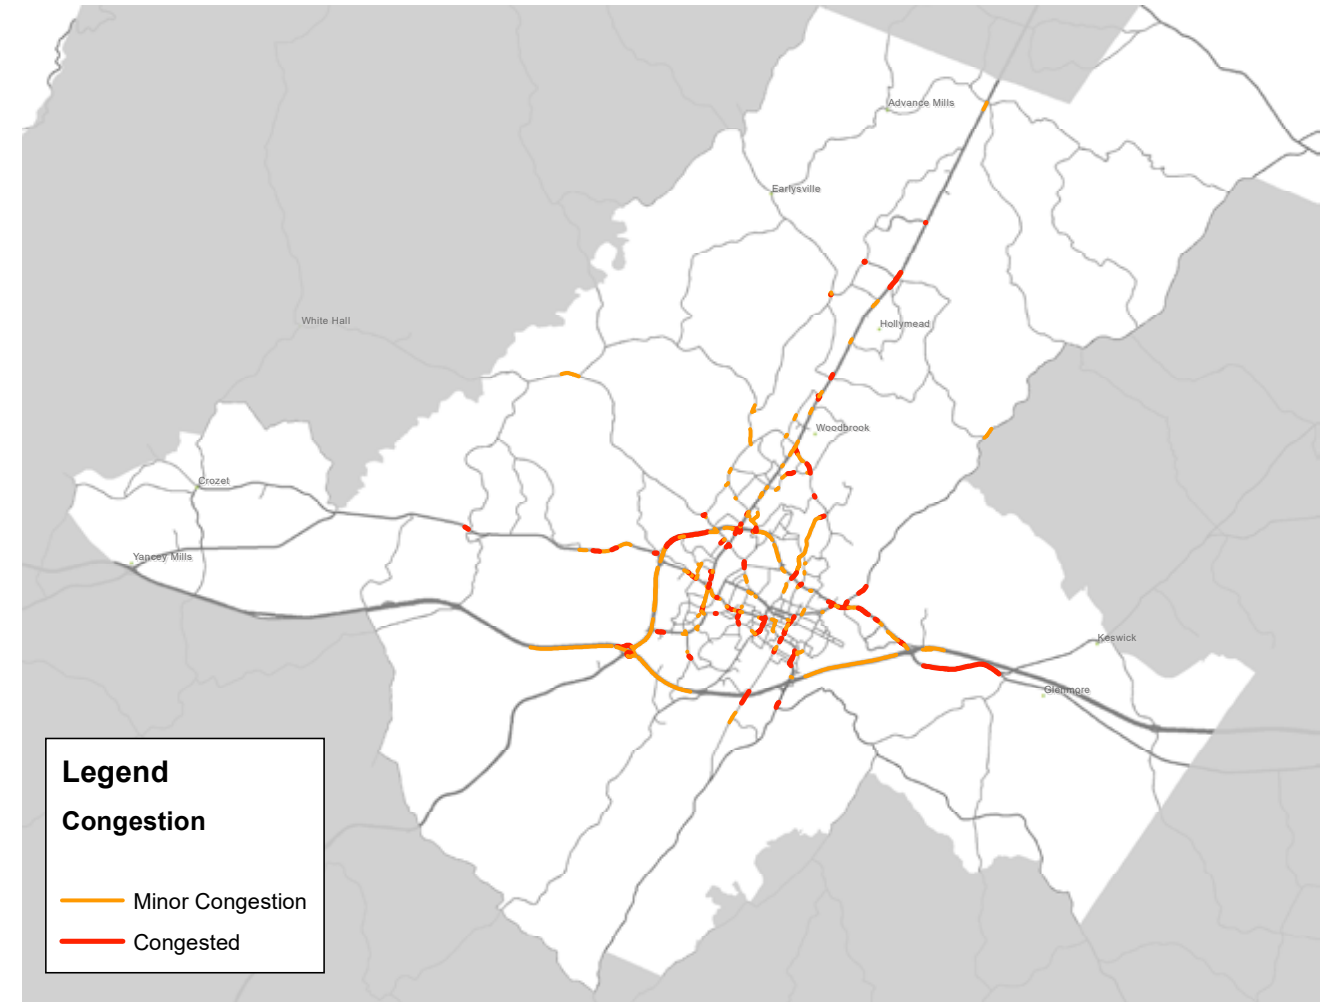 Advance Mills
Earlysville
White Hall
Hollymead
Woodbrook
Crozet
Yancey Mills
Keswick
Glenmore
Legend
Congestion
Minor Congestion
Congested